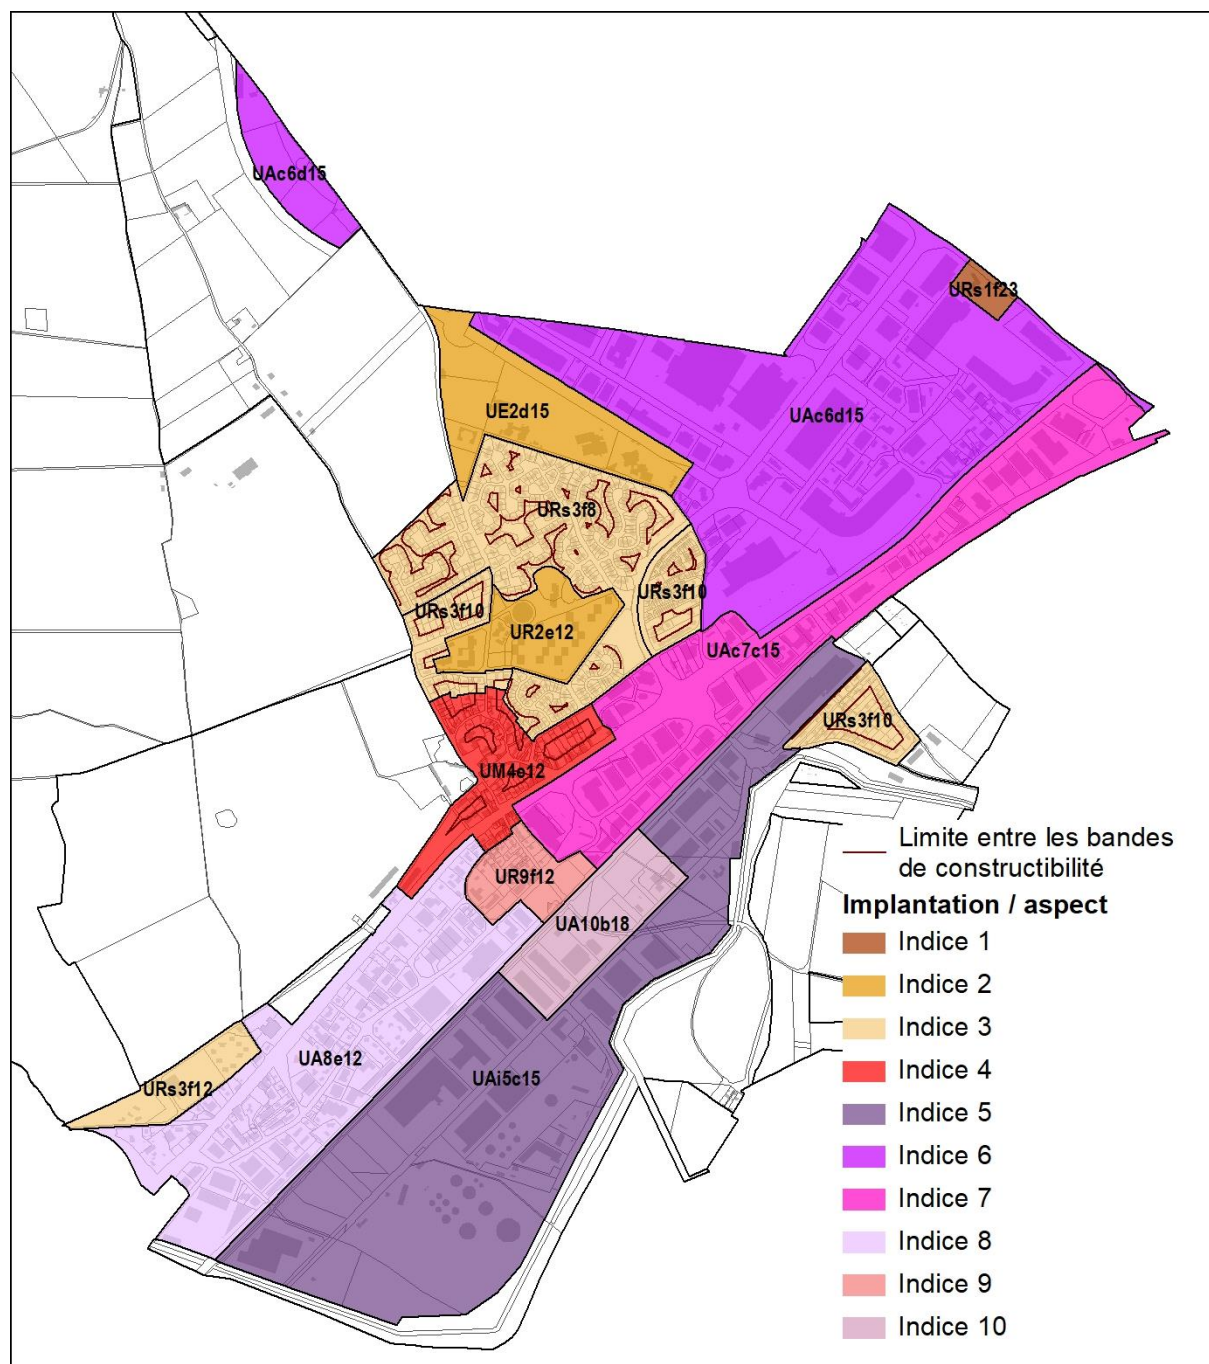 UAc6d15
URs1f23
UE2d15
UAc6d15
URs3f8
URs3f10
URs3f10
UR2e12
UAc7c15
URs3f10
UM4e12
UR9f12
UA10b18
UA8e12
UAi5c15
URs3f12
Limite entre les bandes
de constructibilité
Implantation / aspect
Indice 1
Indice 2
Indice 3
Indice 4
Indice 5
Indice 6
Indice 7
Indice 8
Indice 9
Indice 10